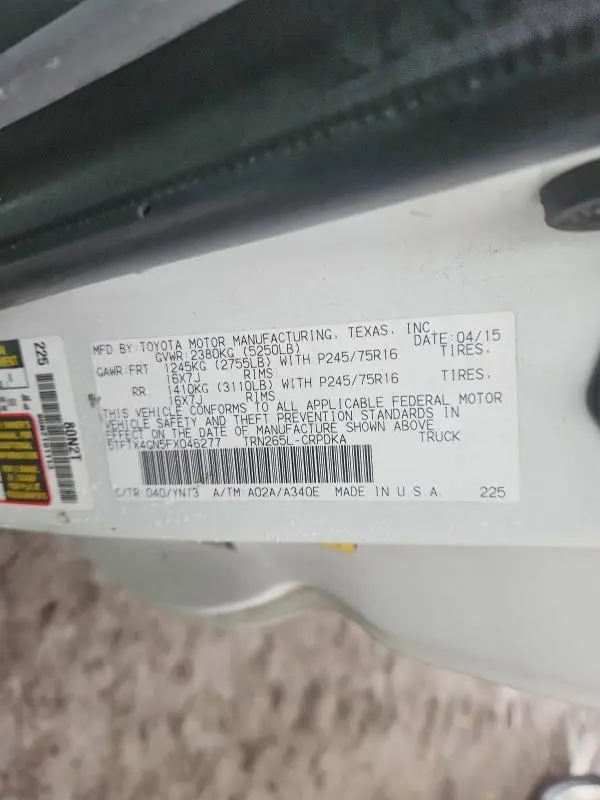 MFD BY: TOYOTA MOTOR MANUFACTURING, TEXAS, INC. DATE: 04/15
GVWR: 2380KG (5250LB)
GAWR: FRT 1245KG (2755LB) WITH P245/75R16 TIRES.
16X7J RIMS
RR 1410KG (3110LB) WITH P245/75R16 TIRES.
16X7J RIMS
THIS VEHICLE CONFORMS TO ALL APPLICABLE FEDERAL MOTOR
VEHICLE SAFETY AND THEFT PREVENTION STANDARDS IN
EFFECT ON THE DATE OF MANUFACTURE SHOWN ABOVE
5TFTX4GN5FX046277 TRN265L-CRPDKA TRUCK
C/TR 040/YN13 A/TM: A02A/A340E MADE IN U S A 225
225
80N2T